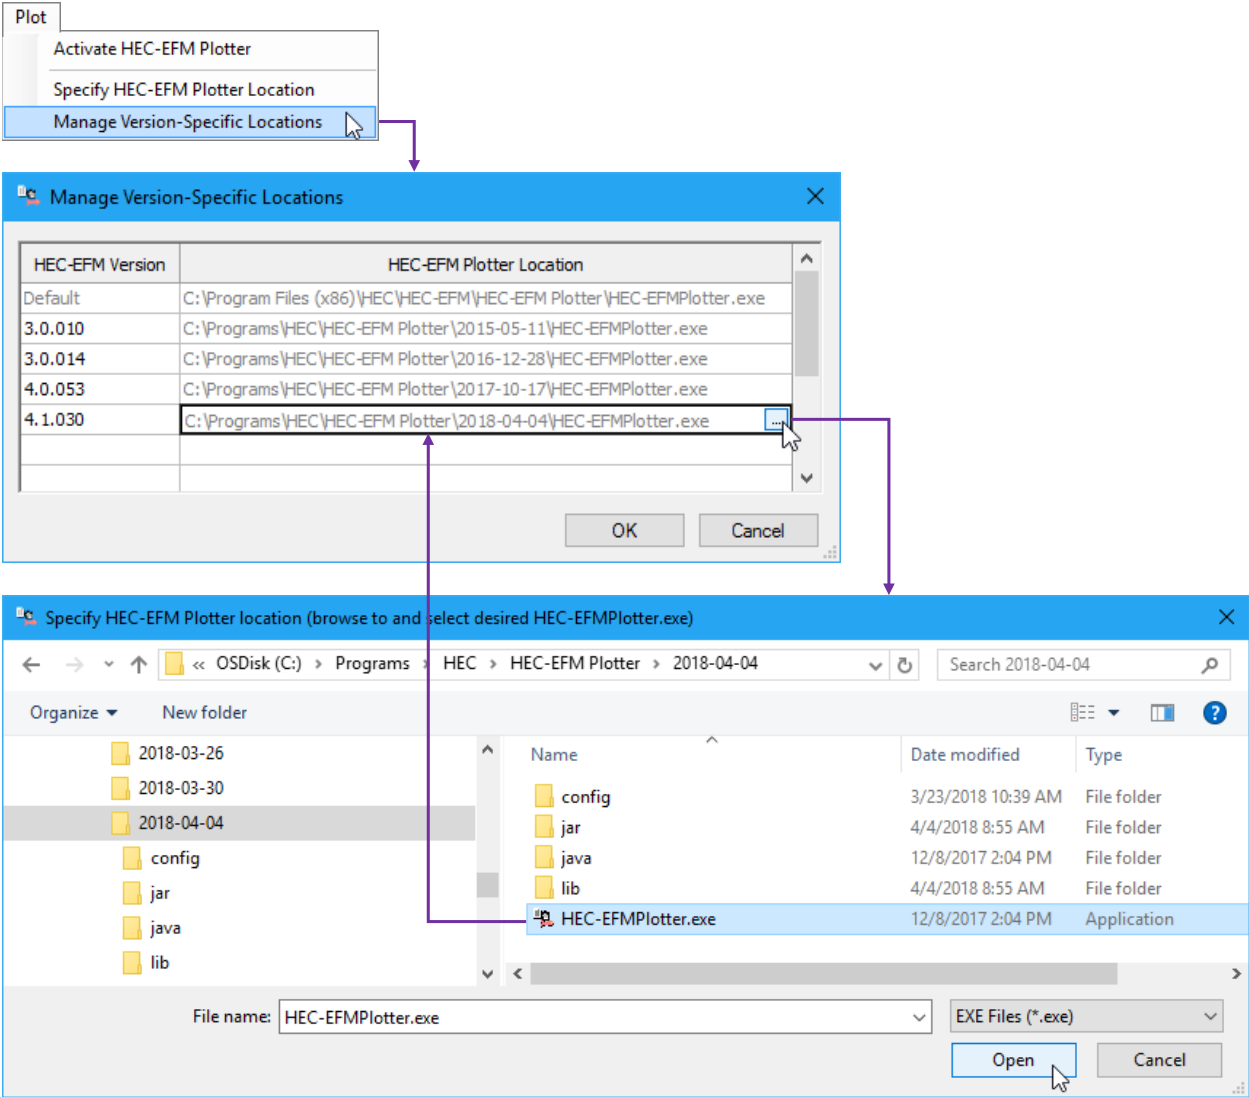 Plot
Activate HEC-EFM Plotter
Specify HEC-EFM Plotter Location
Manage Version-Specific Locations
Manage Version-Specific Locations
HEC-EFM Version HEC-EFM Plotter Location
Default C:\Program Files (x86)\HEC\HEC-EFM\HEC-EFM Plotter\HEC-EFMPlotter.exe
3.0.010 C:\Programs\HEC\HEC-EFM Plotter\2015-05-11\HEC-EFMPlotter.exe
3.0.014 C:\Programs\HEC\HEC-EFM Plotter\2016-12-28\HEC-EFMPlotter.exe
4.0.053 C:\Programs\HEC\HEC-EFM Plotter\2017-10-17\HEC-EFMPlotter.exe
4.1.030 C:\Programs\HEC\HEC-EFM Plotter\2018-04-04\HEC-EFMPlotter.exe ...
OK Cancel
Specify HEC-EFM Plotter location (browse to and select desired HEC-EFMPlotter.exe)
« OSDisk (C:) › Programs › HEC › HEC-EFM Plotter › 2018-04-04 Search 2018-04-04
Organize New folder ?
Name Date modified Type
2018-03-26
2018-03-30
2018-04-04
config
jar
java
lib
config 3/23/2018 10:39 AM File folder
jar 4/4/2018 8:55 AM File folder
java 12/8/2017 2:04 PM File folder
lib 4/4/2018 8:55 AM File folder
HEC-EFMPlotter.exe 12/8/2017 2:04 PM Application
File name: HEC-EFMPlotter.exe EXE Files (*.exe)
Open Cancel